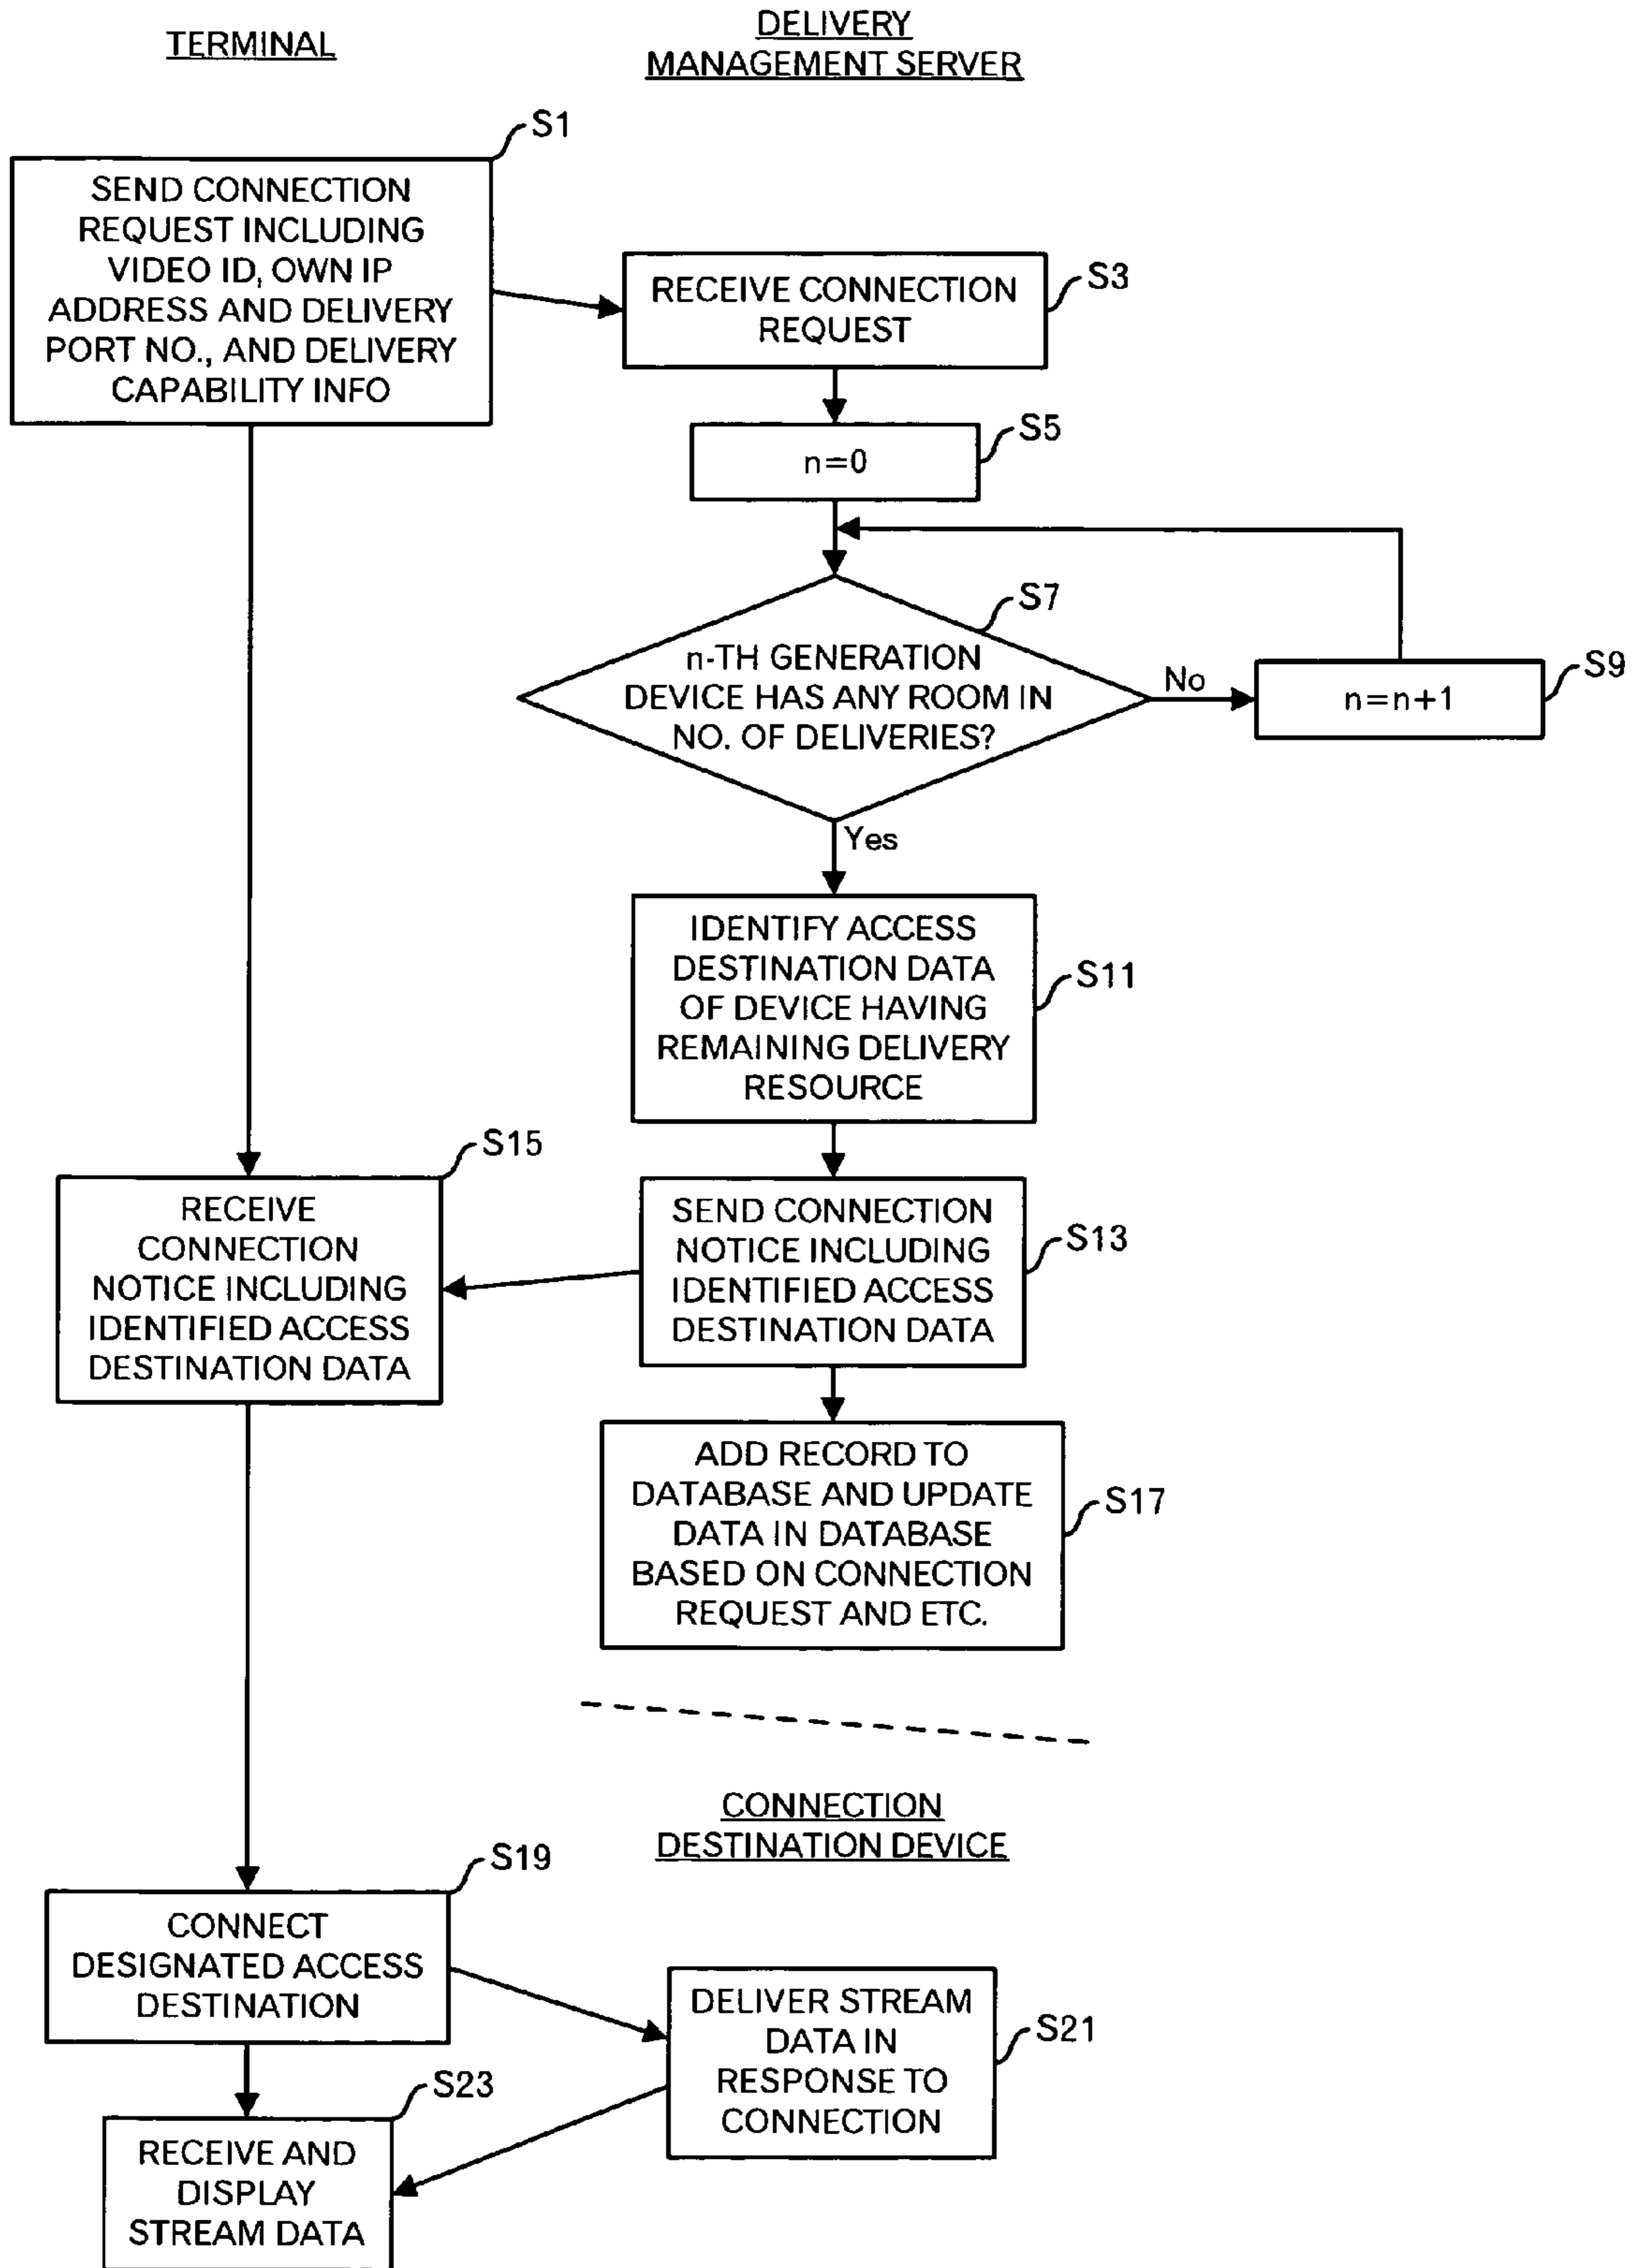 TERMINAL
DELIVERY
MANAGEMENT SERVER
S1
SEND CONNECTION
REQUEST INCLUDING
VIDEO ID, OWN IP
ADDRESS AND DELIVERY
PORT NO., AND DELIVERY
CAPABILITY INFO
S3
RECEIVE CONNECTION
REQUEST
S5
n=0
S7
n-TH GENERATION
DEVICE HAS ANY ROOM IN
NO. OF DELIVERIES?
No
S9
n=n+1
Yes
S11
IDENTIFY ACCESS
DESTINATION DATA
OF DEVICE HAVING
REMAINING DELIVERY
RESOURCE
S13
SEND CONNECTION
NOTICE INCLUDING
IDENTIFIED ACCESS
DESTINATION DATA
S15
RECEIVE
CONNECTION
NOTICE INCLUDING
IDENTIFIED ACCESS
DESTINATION DATA
S17
ADD RECORD TO
DATABASE AND UPDATE
DATA IN DATABASE
BASED ON CONNECTION
REQUEST AND ETC.
CONNECTION
DESTINATION DEVICE
S19
CONNECT
DESIGNATED ACCESS
DESTINATION
S21
DELIVER STREAM
DATA IN
RESPONSE TO
CONNECTION
S23
RECEIVE AND
DISPLAY
STREAM DATA